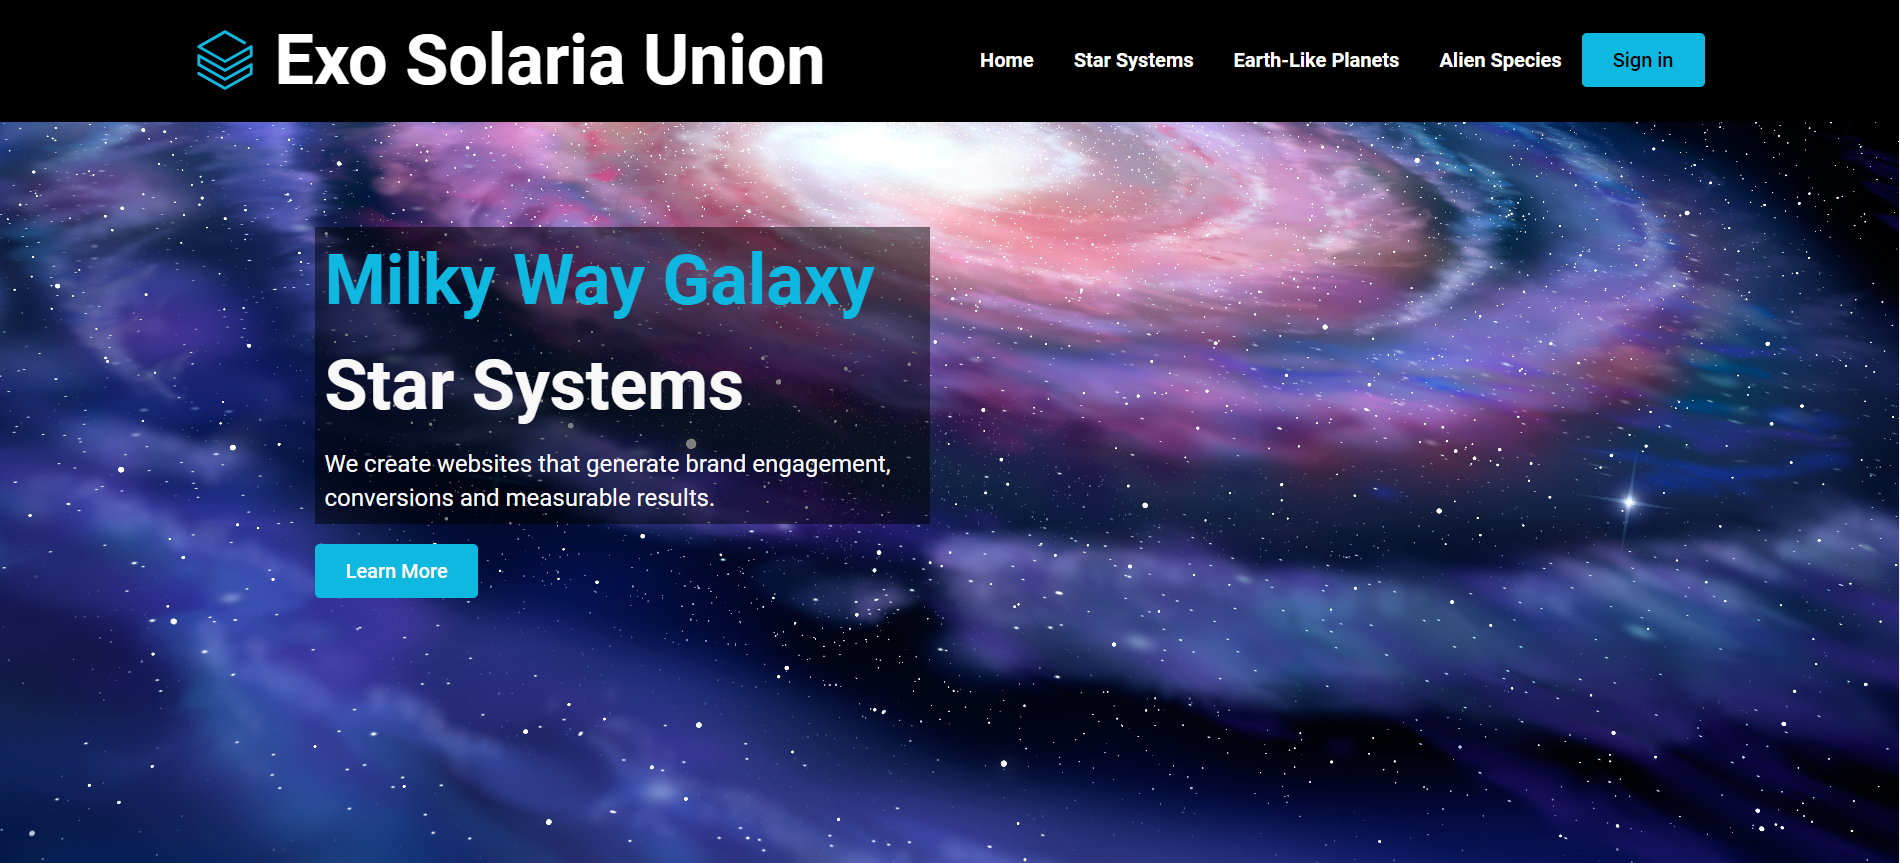 Exo Solaria Union
Home
Star Systems
Earth-Like Planets
Alien Species
Sign in
Milky Way Galaxy
Star Systems
We create websites that generate brand engagement,
conversions and measurable results.
Learn More